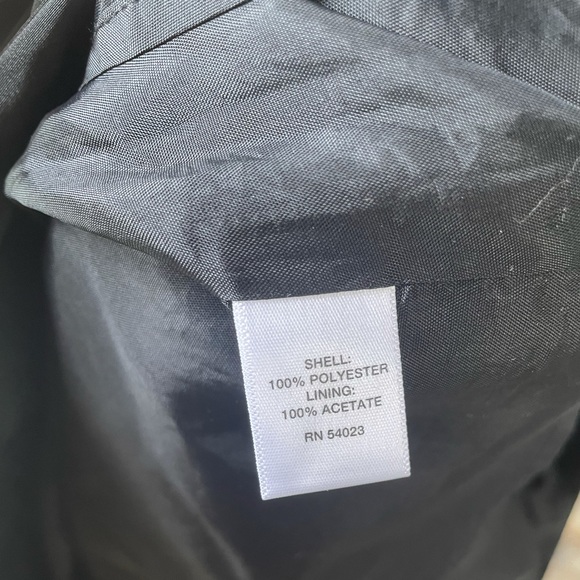 SHELL:
100% POLYESTER
LINING:
100% ACETATE
RN 54023